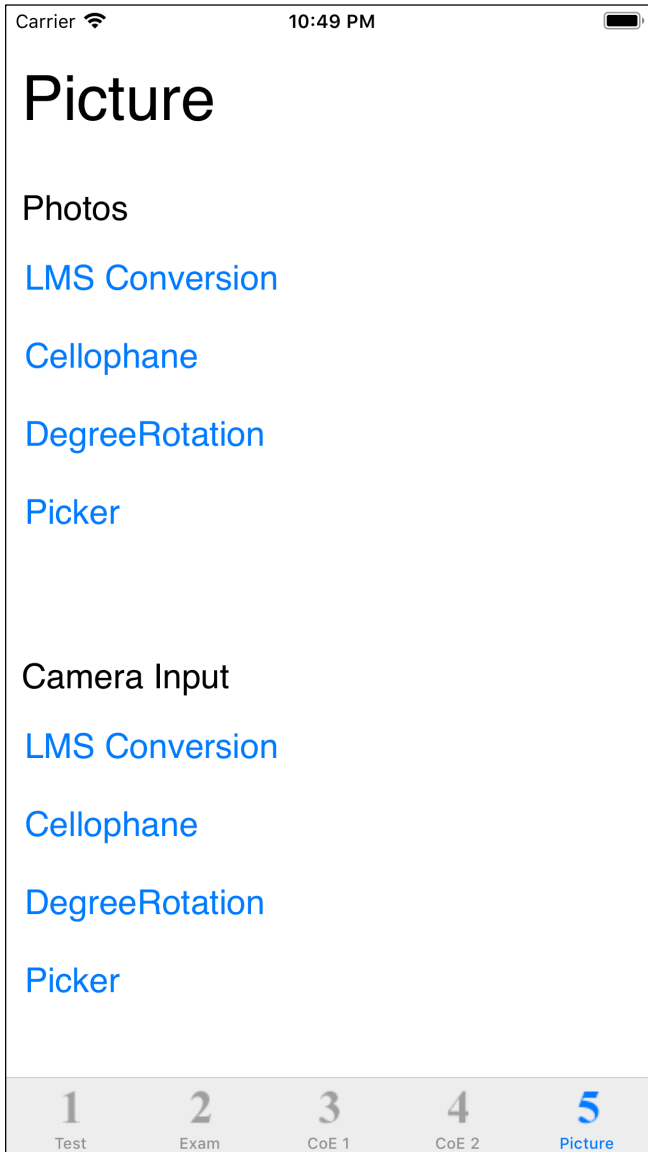 Carrier 10:49 PM
Picture
Photos
LMS Conversion
Cellophane
DegreeRotation
Picker
Camera Input
LMS Conversion
Cellophane
DegreeRotation
Picker
1 2 3 4 5
Test Exam CoE 1 CoE 2 Picture